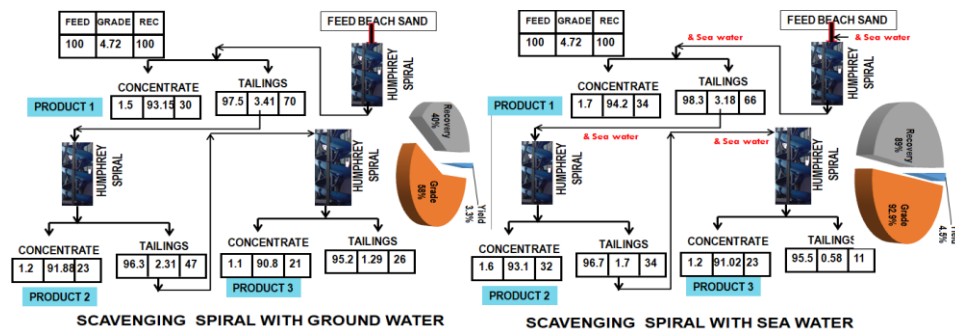 FEED GRADE REC
100 4.72 100
HUMPHREY
SPIRAL
CONCENTRATE
1.5 93.15 30
PRODUCT 1
TAILINGS
97.5 3.41 70
FEED BEACH SAND
HUMPHREY
SPIRAL
HUMPHREY
SPIRAL
CONCENTRATE
1.2 91.88 23
PRODUCT 2
TAILINGS
96.3 2.31 47
CONCENTRATE
1.1 90.8 21
PRODUCT 3
TAILINGS
95.2 1.29 26
Recovery
40%
Grade
58%
Yield
3.3%
SCAVENGING SPIRAL WITH GROUND WATER
FEED GRADE REC
100 4.72 100
FEED BEACH SAND
& Sea water
& Sea water
HUMPHREY
SPIRAL
CONCENTRATE
1.7 94.2 34
PRODUCT 1
TAILINGS
98.3 3.18 66
& Sea water
& Sea water
HUMPHREY
SPIRAL
HUMPHREY
SPIRAL
CONCENTRATE
1.6 93.1 32
PRODUCT 2
TAILINGS
96.7 1.7 34
CONCENTRATE
1.2 91.02 23
PRODUCT 3
TAILINGS
95.5 0.58 11
Recovery
89%
Grade
92.9%
Yield
4.5%
SCAVENGING SPIRAL WITH SEA WATER